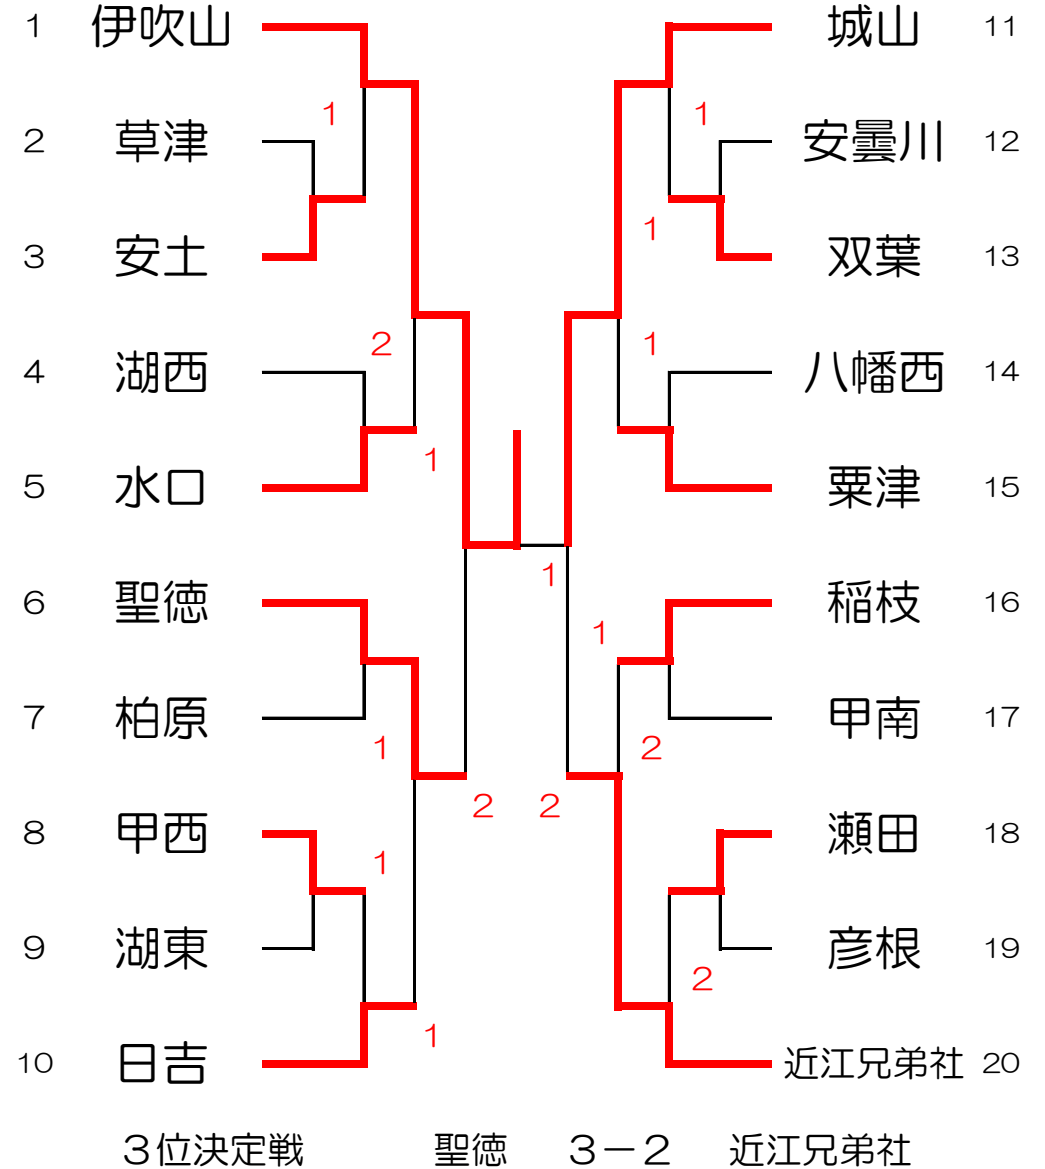 1 伊吹山 城山 11
1 1
2 草津 安曇川 12
1
3 安土 双葉 13
2 1
4 湖西 八幡西 14
1
5 水口 粟津 15
1
6 聖徳 稲枝 16
1
7 柏原 甲南 17
1 2
2 2
8 甲西 瀬田 18
1
9 湖東 彦根 19
2
1
10 日吉 近江兄弟社 20
3位決定戦 聖徳 3−2 近江兄弟社